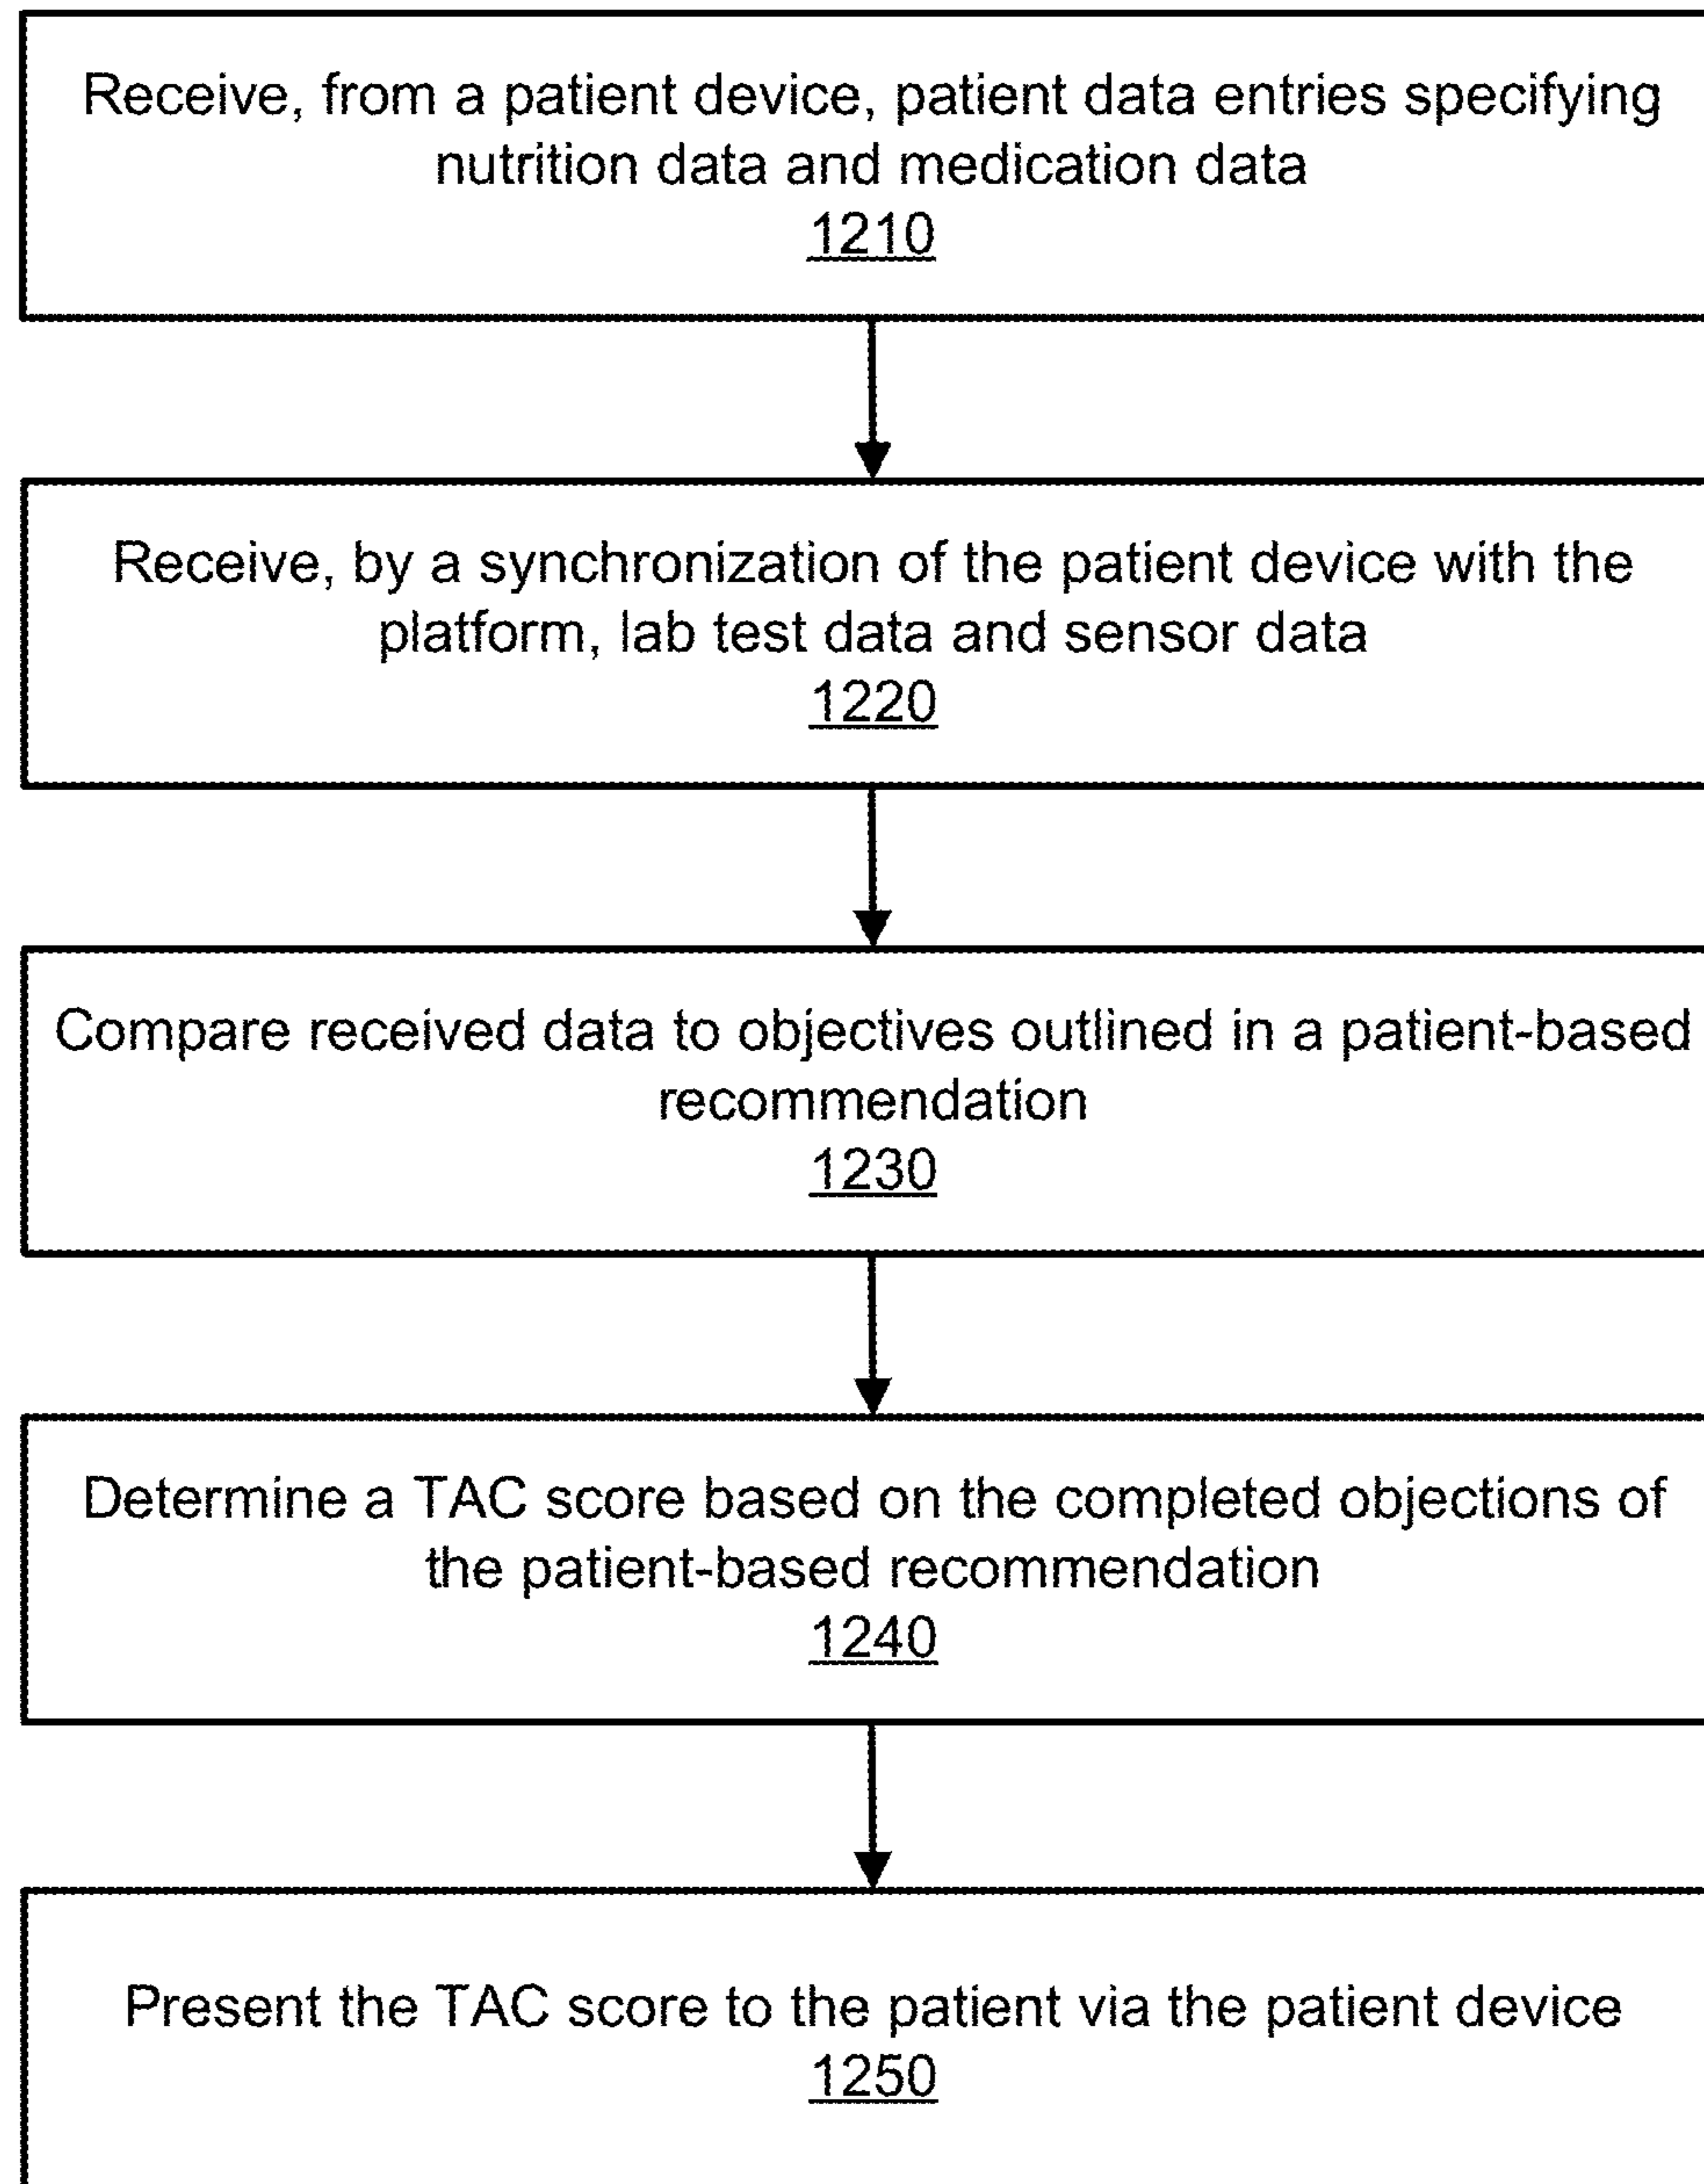 Receive, from a patient device, patient data entries specifying
nutrition data and medication data
1210
Receive, by a synchronization of the patient device with the
platform, lab test data and sensor data
1220
Compare received data to objectives outlined in a patient-based
recommendation
1230
Determine a TAC score based on the completed objections of
the patient-based recommendation
1240
Present the TAC score to the patient via the patient device
1250